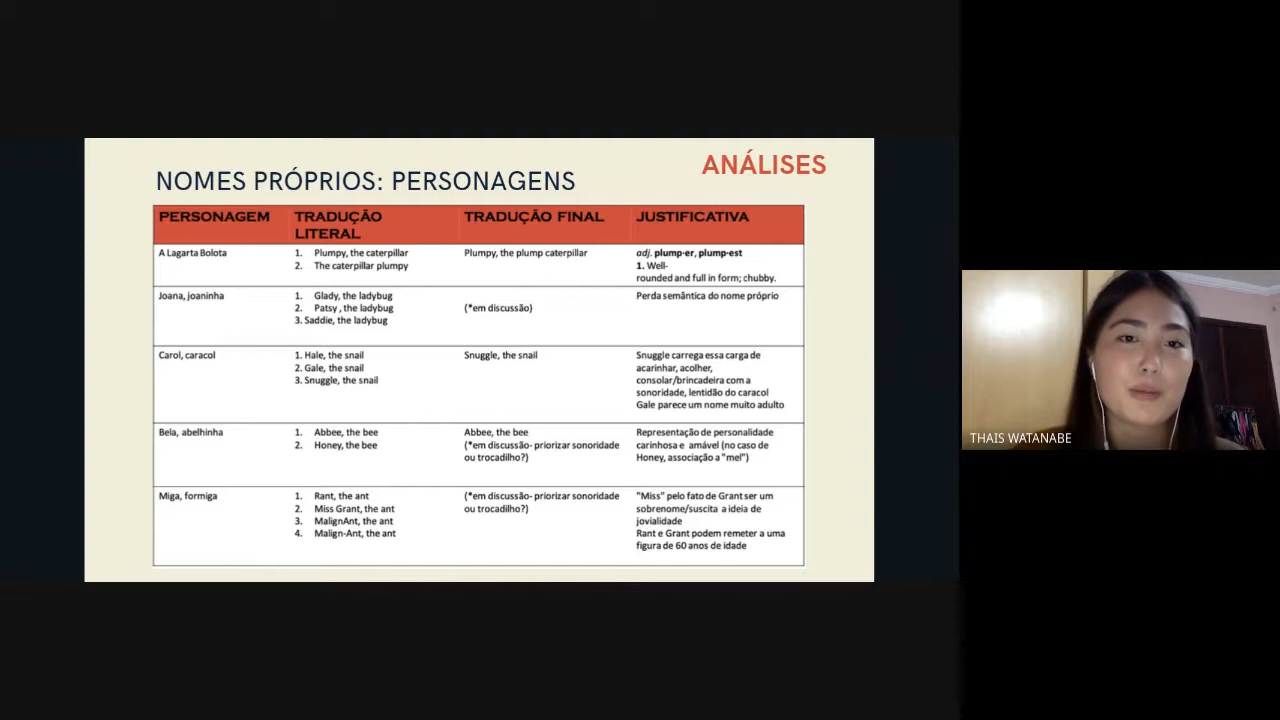 ANÁLISES
NOMES PRÓPRIOS: PERSONAGENS
PERSONAGEM
TRADUÇÃO
LITERAL
TRADUÇÃO FINAL
JUSTIFICATIVA
A Lagarta Bolota
1. Plumpy, the caterpillar
2. The caterpillar plumpy
Plumpy, the plump caterpillar
adj. plump·er, plump·est
1. Well-
rounded and full in form; chubby.
Joana, joaninha
1. Glady, the ladybug
2. Patsy , the ladybug
3. Saddie, the ladybug
(*em discussão)
Perda semântica do nome próprio
Carol, caracol
1. Hale, the snail
2. Gale, the snail
3. Snuggle, the snail
Snuggle, the snail
Snuggle carrega essa carga de
acarinhar, acolher,
consolar/brincadeira com a
sonoridade, lentidão do caracol
Gale parece um nome muito adulto
Bela, abelhinha
1. Abbee, the bee
2. Honey, the bee
Abbee, the bee
(*em discussão- priorizar sonoridade
ou trocadilho?)
Representação de personalidade
carinhosa e amável (no caso de
Honey, associação a "mel")
Miga, formiga
1. Rant, the ant
2. Miss Grant, the ant
3. MalignAnt, the ant
4. Malign-Ant, the ant
(*em discussão- priorizar sonoridade
ou trocadilho?)
"Miss" pelo fato de Grant ser um
sobrenome/suscita a ideia de
jovialidade
Rant e Grant podem remeter a uma
figura de 60 anos de idade
THAIS WATANABE